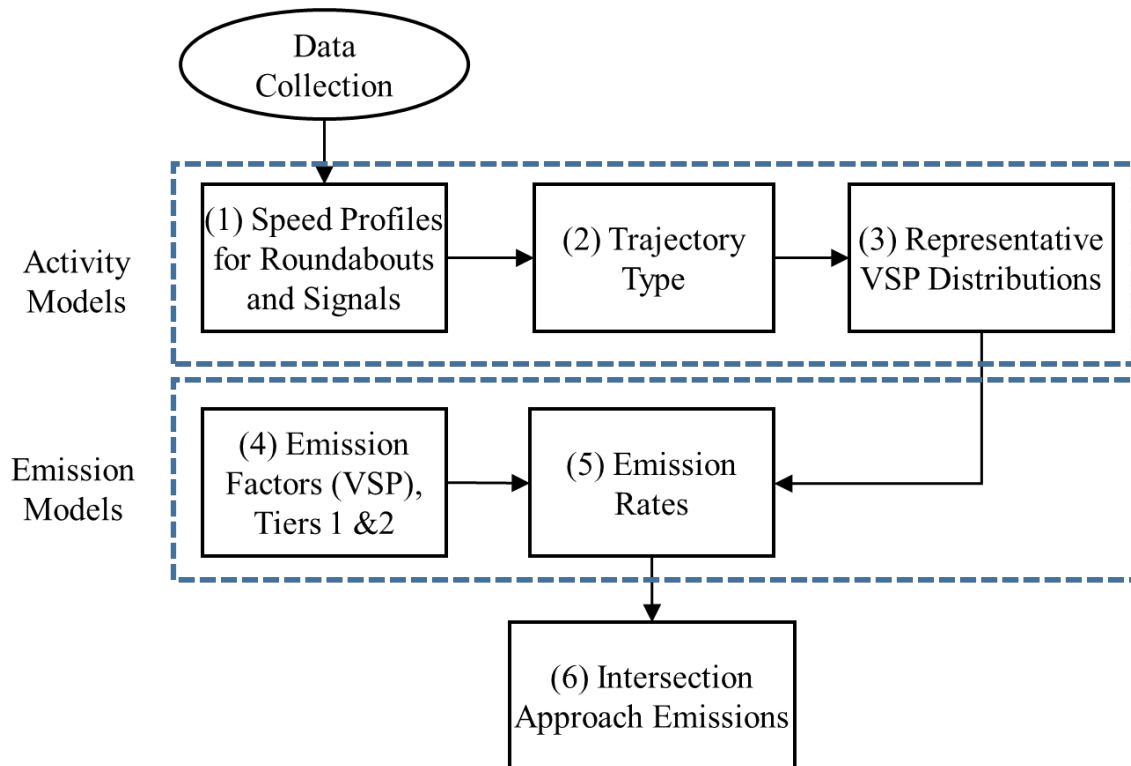 Data
Collection
Activity
Models
(1) Speed Profiles
for Roundabouts
and Signals
(2) Trajectory
Type
(3) Representative
VSP Distributions
Emission
Models
(4) Emission
Factors (VSP),
Tiers 1 &2
(5) Emission
Rates
(6) Intersection
Approach Emissions